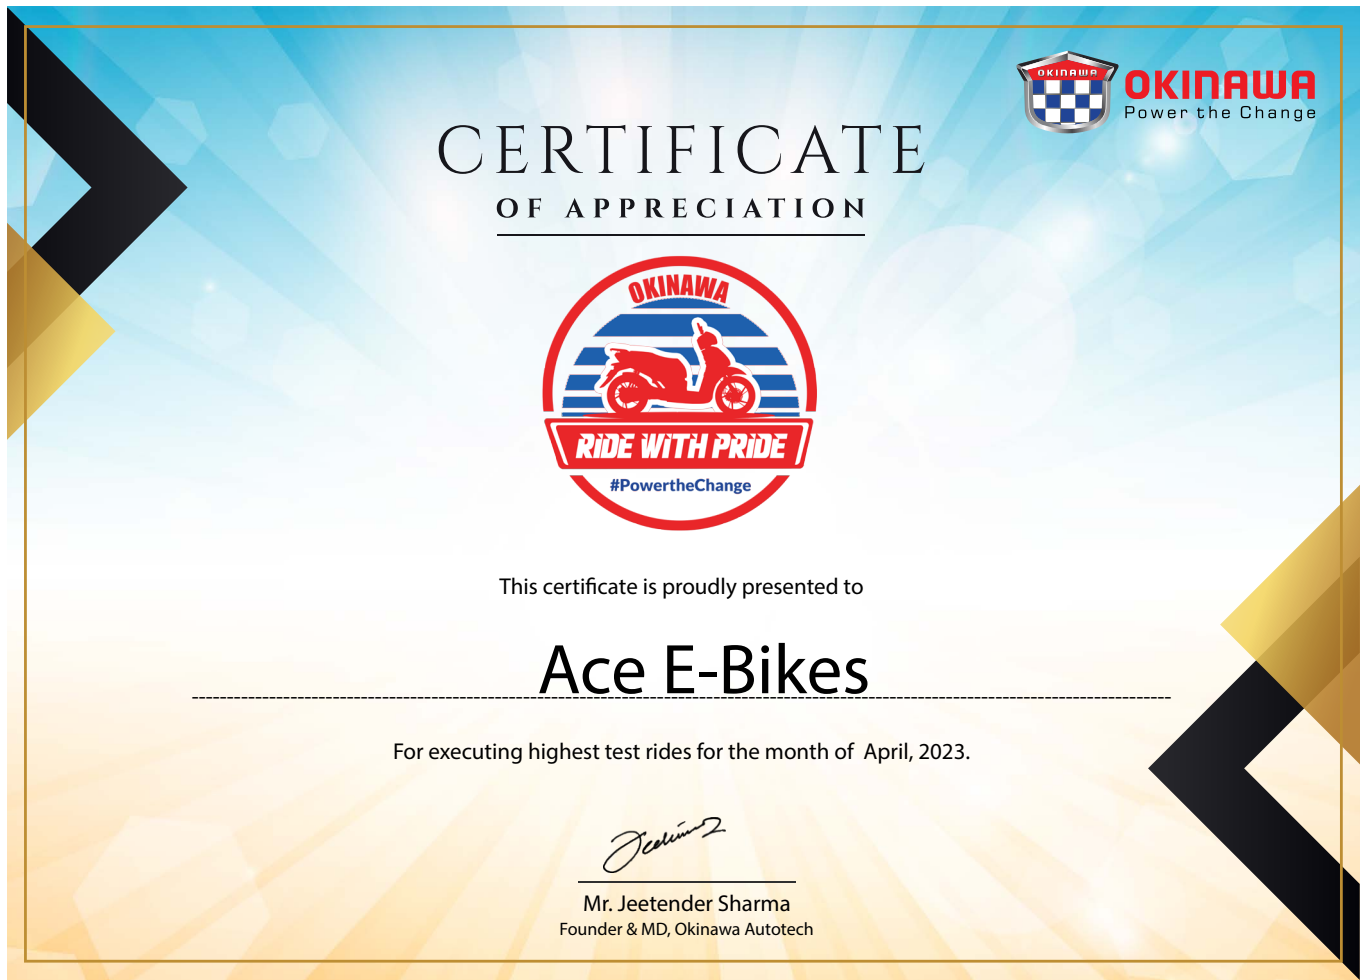 OKINAWA
OKINAWA
Power the Change
CERTIFICATE
OF APPRECIATION
OKINAWA
RIDE WITH PRIDE
#PowertheChange
This certificate is proudly presented to
Ace E-Bikes
For executing highest test rides for the month of April, 2023.
Mr. Jeetender Sharma
Founder & MD, Okinawa Autotech